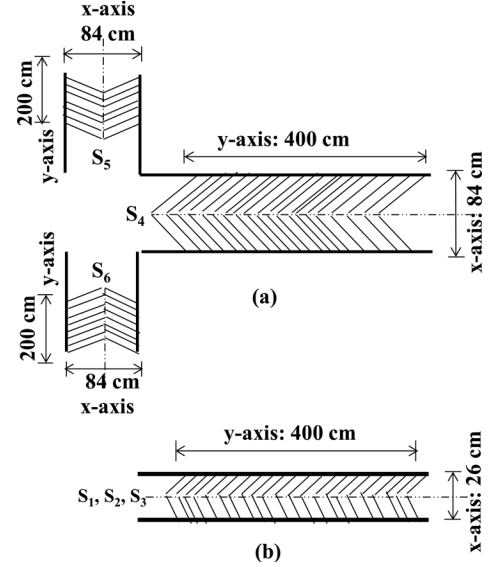 x-axis
84 cm
200 cm
y-axis
S5
y-axis: 400 cm
S4
x-axis: 84 cm
y-axis
S6
200 cm
(a)
84 cm
x-axis
y-axis: 400 cm
S1, S2, S3
x-axis: 26 cm
(b)